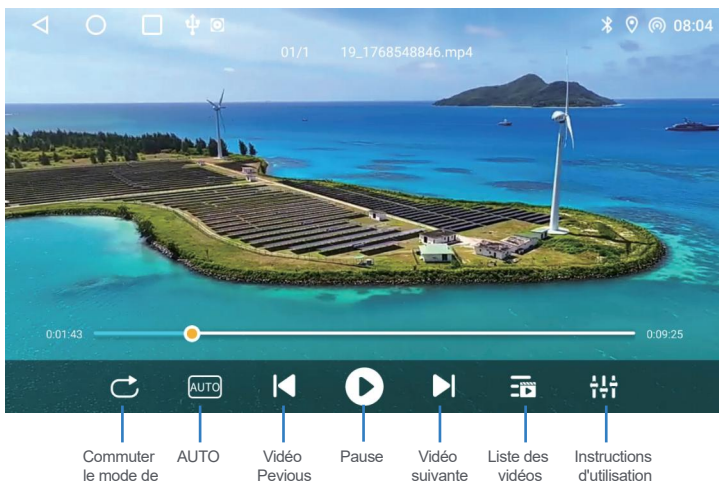 08:04
01/1 19_1768548846.mp4
0:01:43 0:09:25
AUTO
Commuter AUTO Vidéo Pause Vidéo Liste des Instructions
le mode de Pevious suivante vidéos d'utilisation